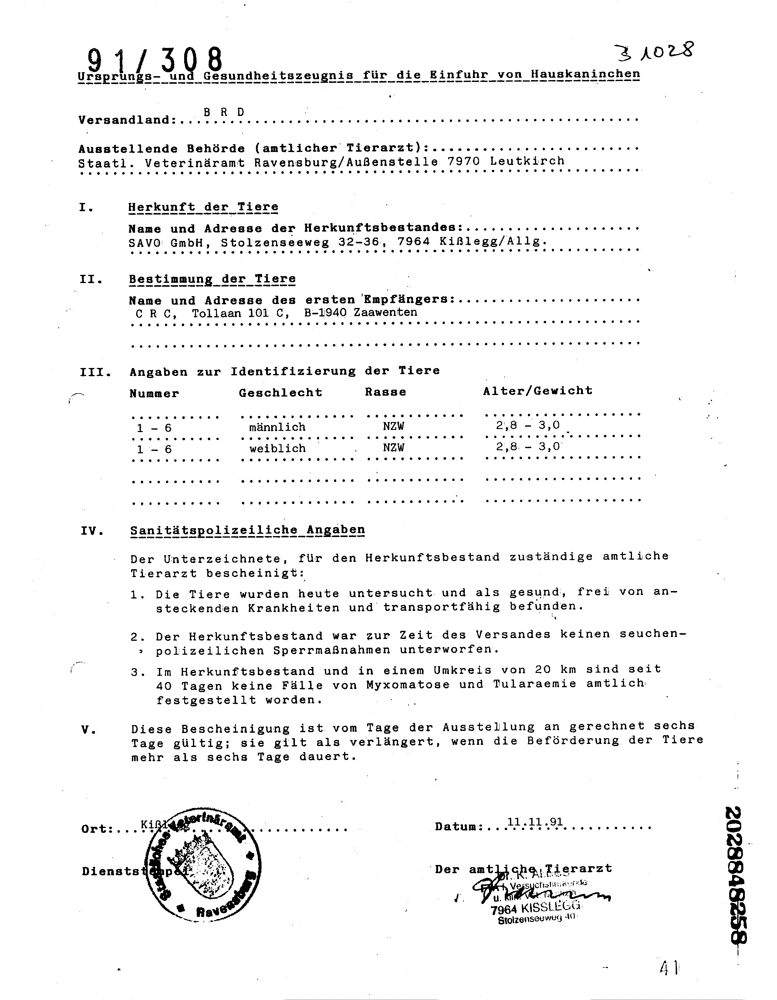 91/308
3 1028
Ursprungs- und Gesundheitszeugnis für die Einfuhr von Hauskaninchen
Versandland: B R D
Ausstellende Behörde (amtlicher Tierarzt):
Staatl. Veterinäramt Ravensburg/Außenstelle 7970 Leutkirch
I. Herkunft der Tiere
Name und Adresse der Herkunftsbestandes:
SAVO GmbH, Stolzenseeweg 32-36, 7964 Kißlegg/Allg.
II. Bestimmung der Tiere
Name und Adresse des ersten Empfängers:
C R C, Tollaan 101 C, B-1940 Zaawenten
III. Angaben zur Identifizierung der Tiere
Nummer Geschlecht Rasse Alter/Gewicht
1 - 6 männlich NZW 2,8 - 3,0
1 - 6 weiblich NZW 2,8 - 3,0
IV. Sanitätspolizeiliche Angaben
Der Unterzeichnete, für den Herkunftsbestand zuständige amtliche
Tierarzt bescheinigt:
1. Die Tiere wurden heute untersucht und als gesund, frei von an-
steckenden Krankheiten und transportfähig befunden.
2. Der Herkunftsbestand war zur Zeit des Versandes keinen seuchen-
polizeilichen Sperrmaßnahmen unterworfen.
3. Im Herkunftsbestand und in einem Umkreis von 20 km sind seit
40 Tagen keine Fälle von Myxomatose und Tularaemie amtlich
festgestellt worden.
V. Diese Bescheinigung ist vom Tage der Ausstellung an gerechnet sechs
Tage gültig; sie gilt als verlängert, wenn die Beförderung der Tiere
mehr als sechs Tage dauert.
Ort:
Datum: 11.11.91
Dienststempel
Staatliches Veterinäramt
Ravensburg
Der amtliche Tierarzt
7964 KISSLEGG
Stolzenseeweg 40
2028848258
41